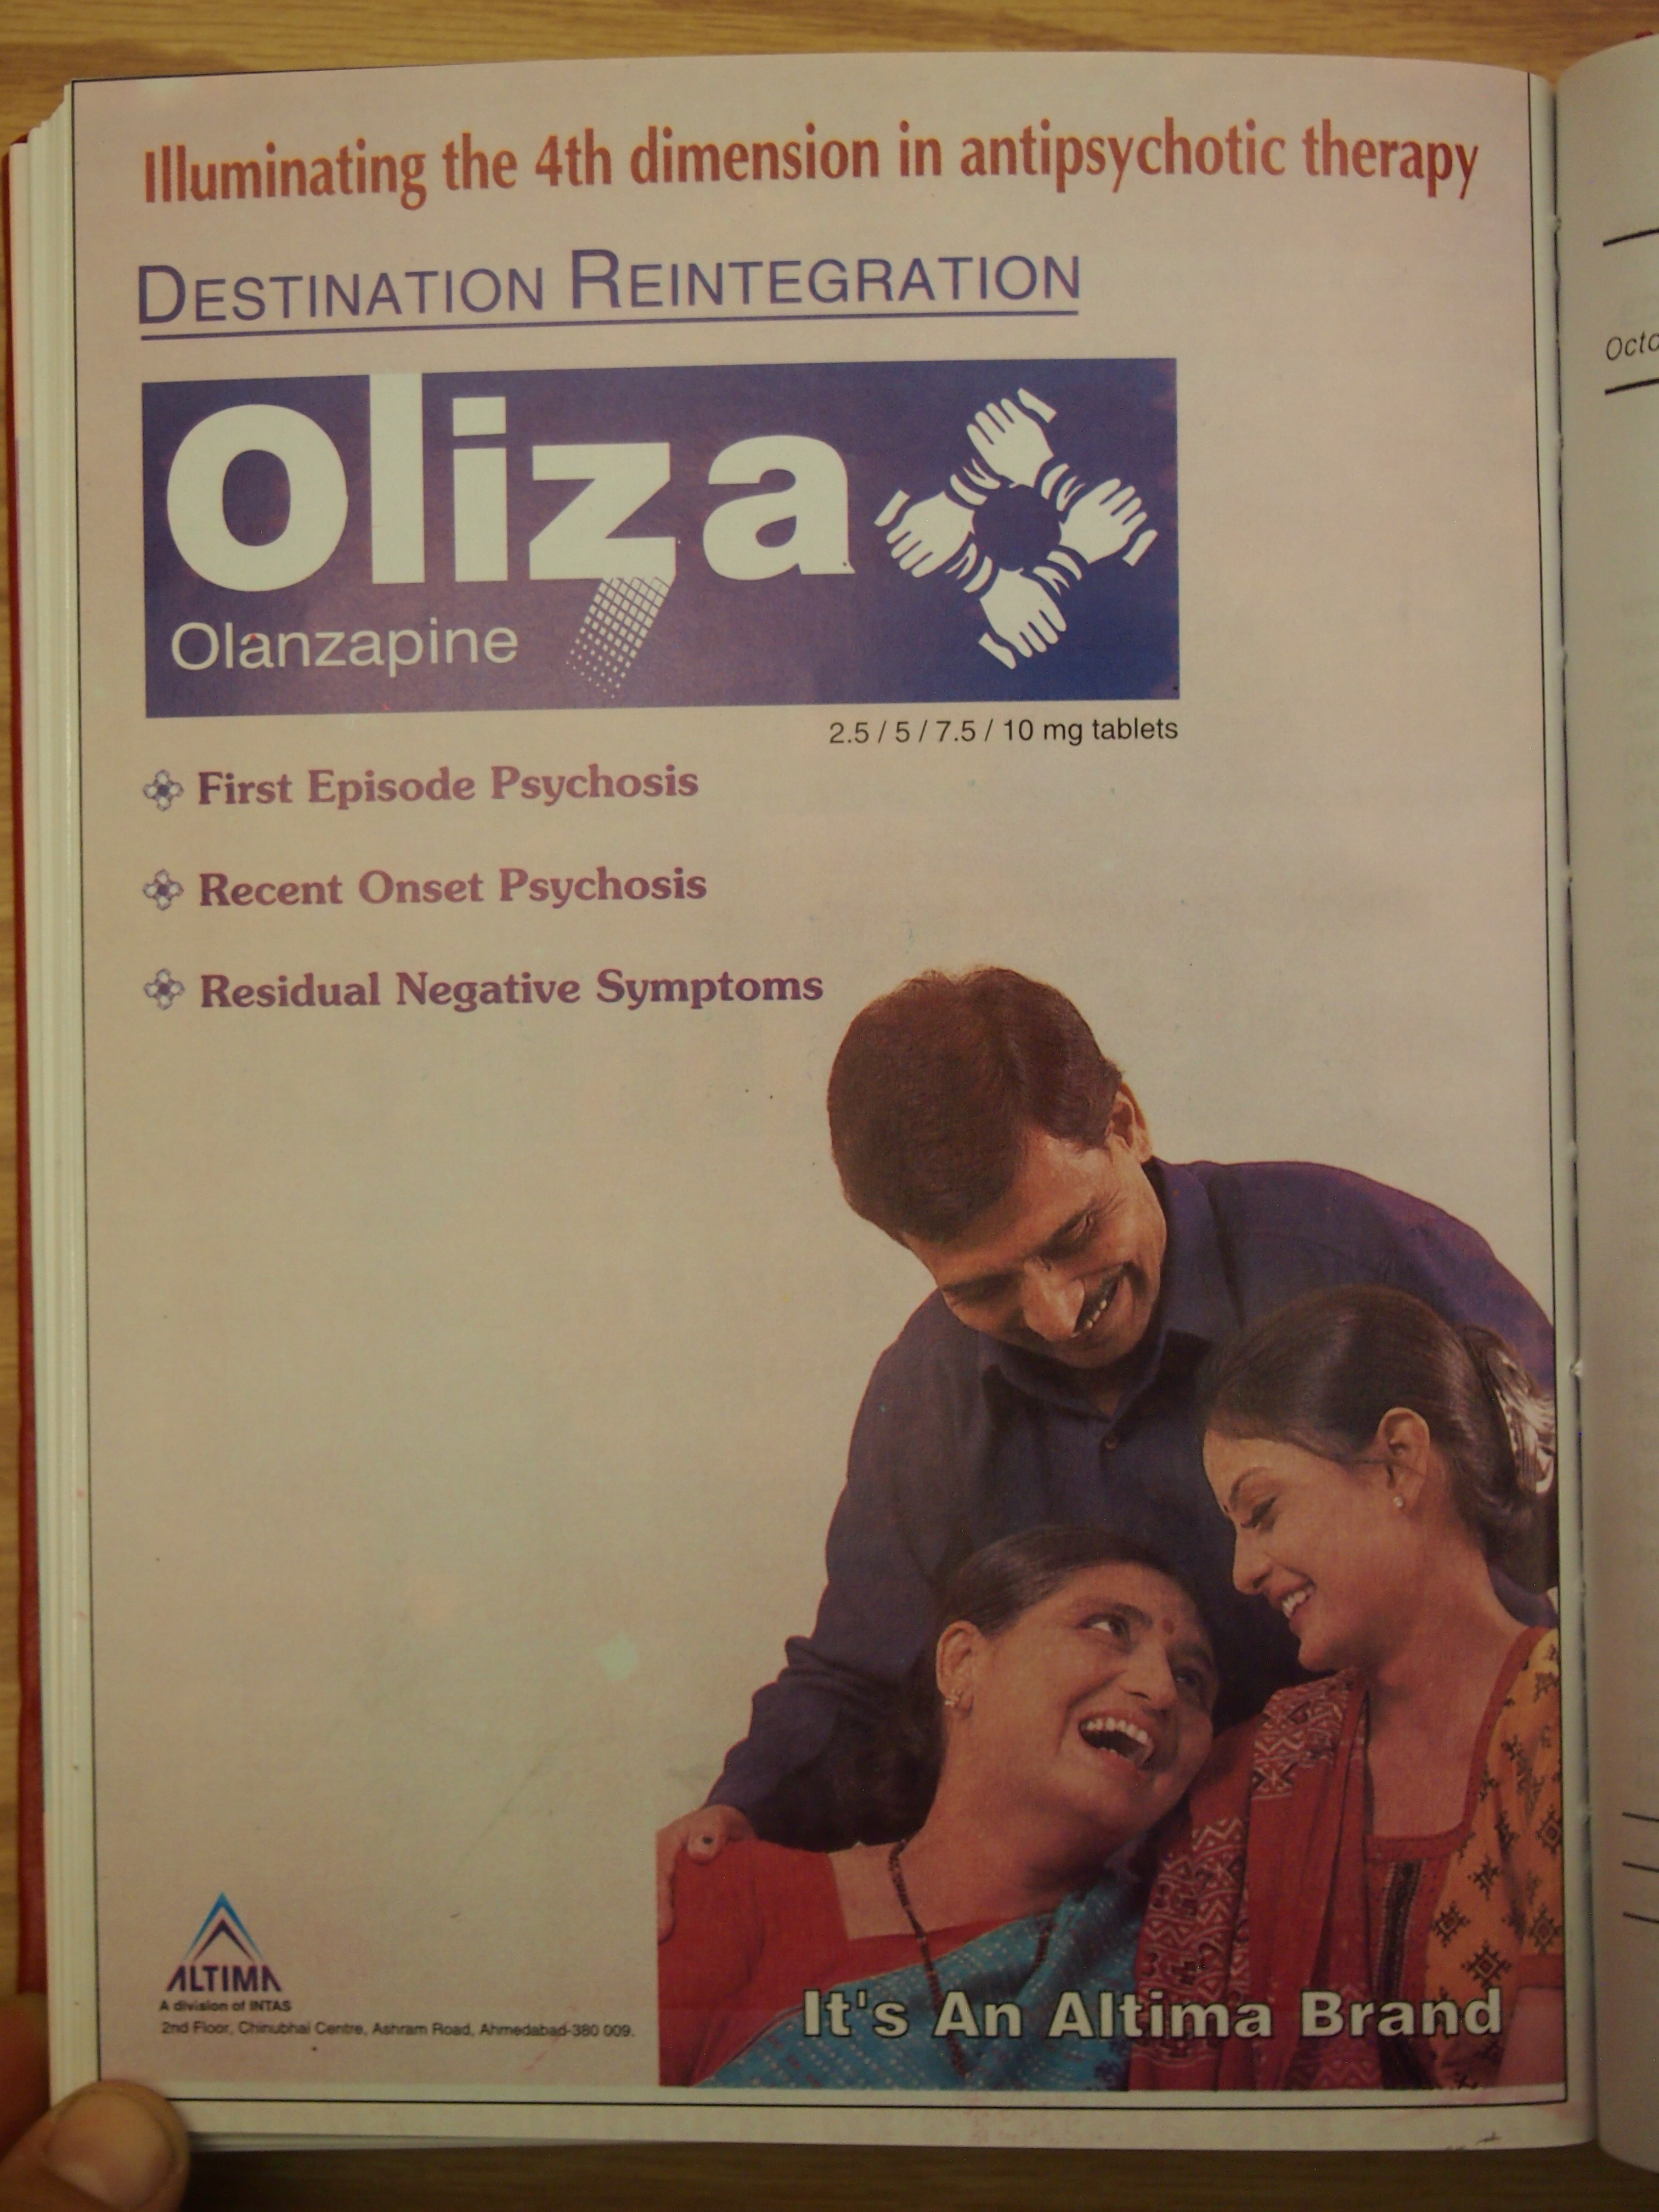 Illuminating the 4th dimension in antipsychotic therapy
DESTINATION REINTEGRATION
Oliza
Olanzapine
2.5 / 5 / 7.5 / 10 mg tablets
First Episode Psychosis
Recent Onset Psychosis
Residual Negative Symptoms
ALTIMA
A division of INTAS
2nd Floor, Chinubhai Centre, Ashram Road, Ahmedabad-380 009.
It's An Altima Brand
Octo